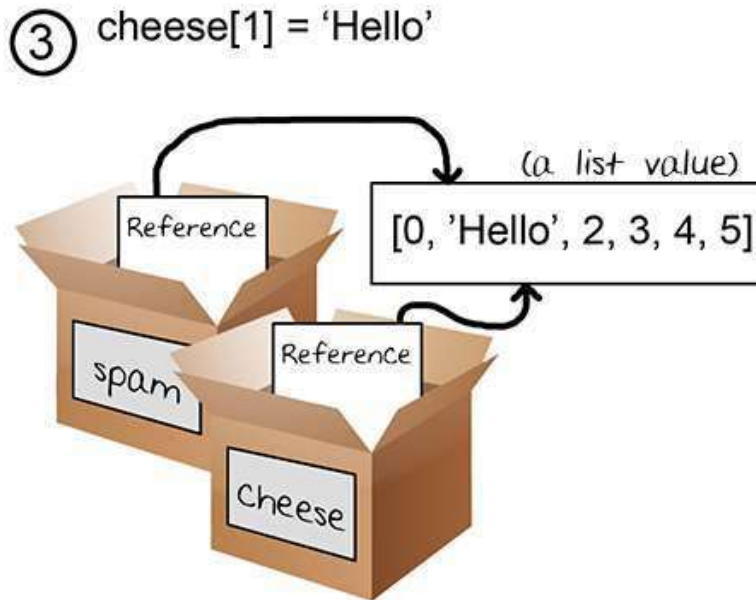 3 cheese[1] = ‘Hello’
(a list value)
Reference
[0, ’Hello’, 2, 3, 4, 5]
Reference
spam
Cheese